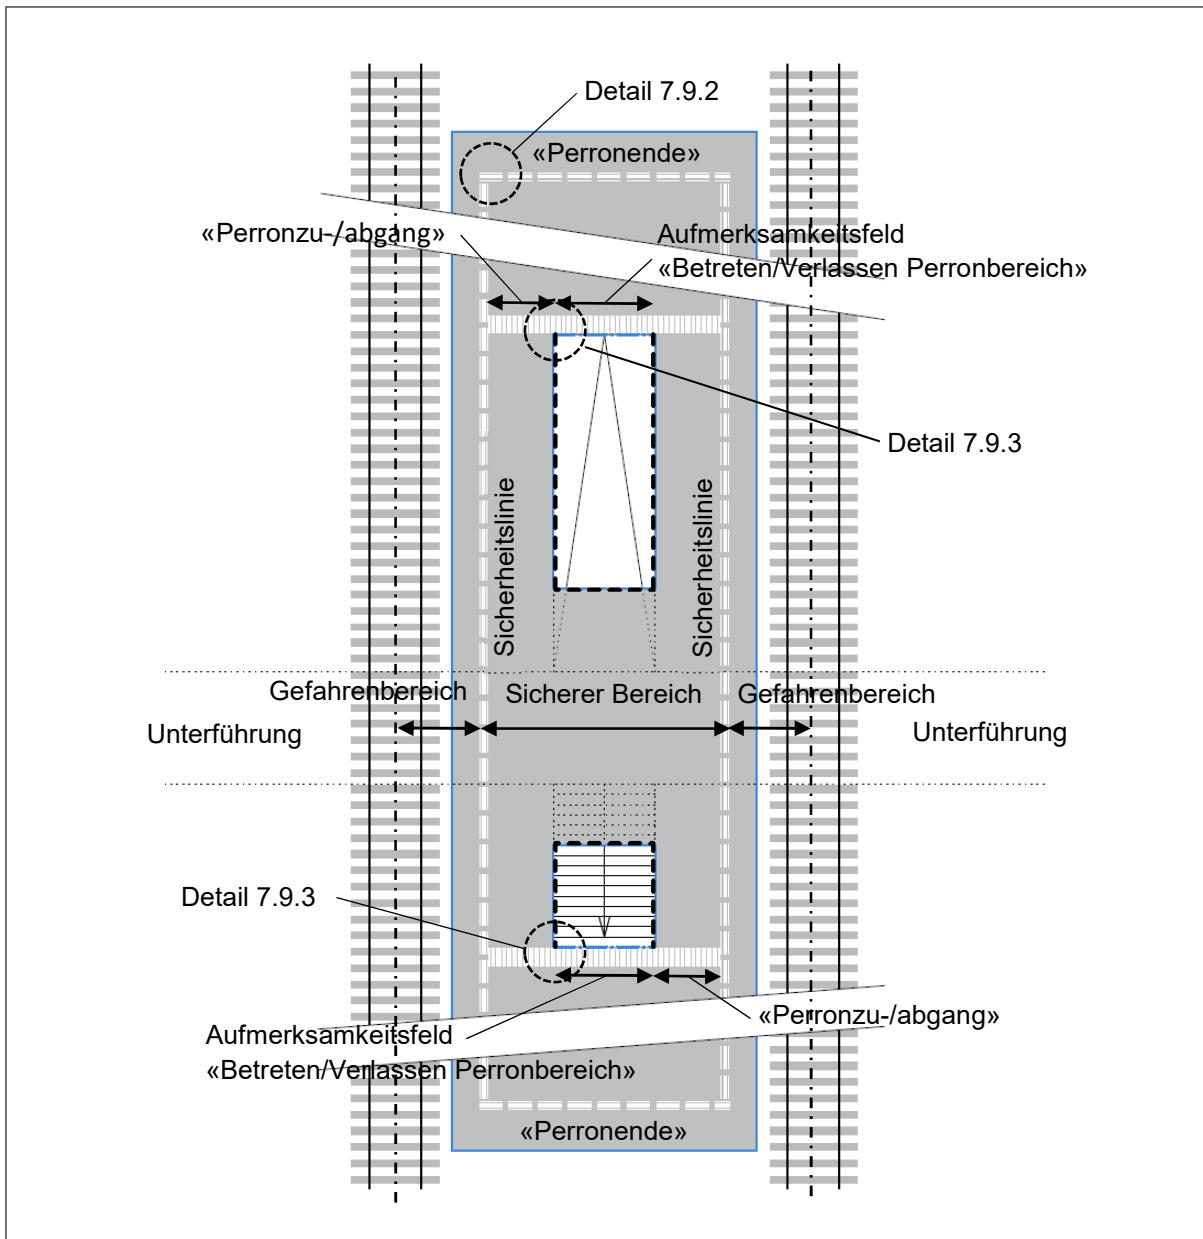 Detail 7.9.2
«Perronende»
«Perronzu-/abgang»
Aufmerksamkeitsfeld
«Betreten/Verlassen Perronbereich»
Detail 7.9.3
Sicherheitslinie
Sicherheitslinie
Gefahrenbereich
Sicherer Bereich
Gefahrenbereich
Unterführung
Unterführung
Detail 7.9.3
«Perronzu-/abgang»
Aufmerksamkeitsfeld
«Betreten/Verlassen Perronbereich»
«Perronende»